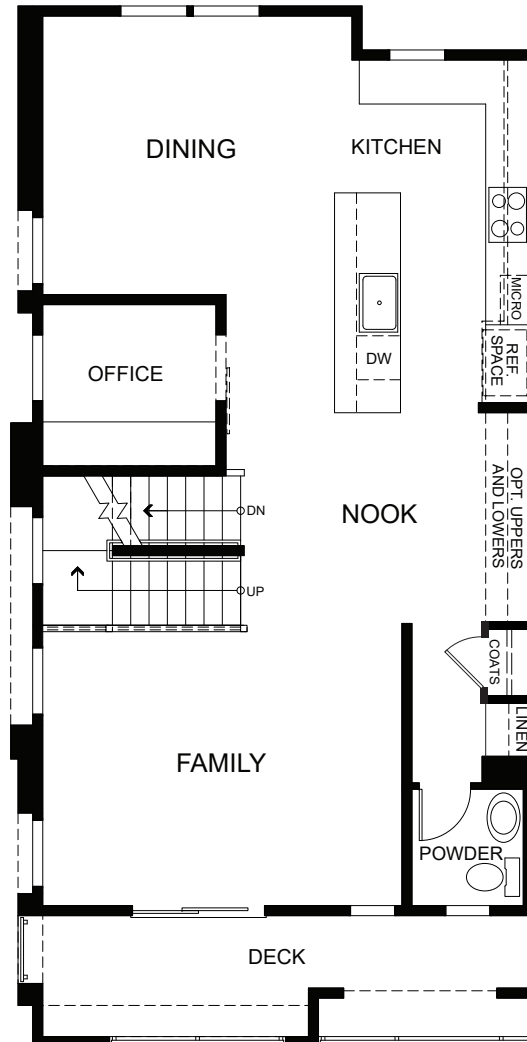 DINING
KITCHEN
MICRO
REF.
SPACE
DW
OFFICE
DN
NOOK
OPT. UPPERS
AND LOWERS
UP
COATS
LINEN
FAMILY
POWDER
DECK